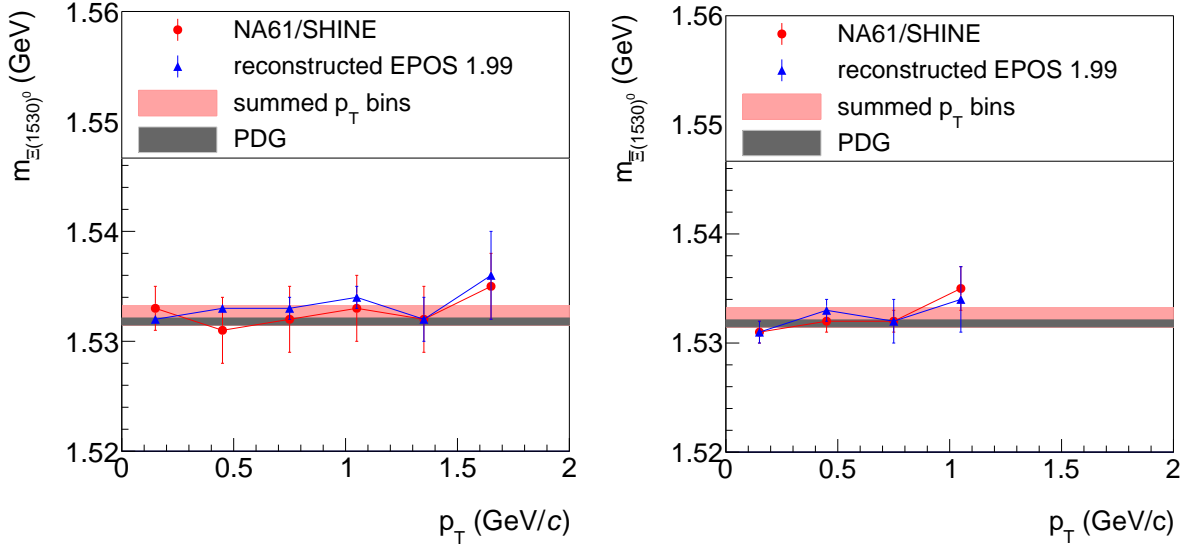 m_Ξ(1530)⁰ (GeV)
1.56
1.55
1.54
1.53
1.52
NA61/SHINE
reconstructed EPOS 1.99
summed p_T bins
PDG
0 0.5 1 1.5 2
p_T (GeV/c)
m_Ξ̄(1530)⁰ (GeV)
1.56
1.55
1.54
1.53
1.52
NA61/SHINE
reconstructed EPOS 1.99
summed p_T bins
PDG
0 0.5 1 1.5 2
p_T (GeV/c)